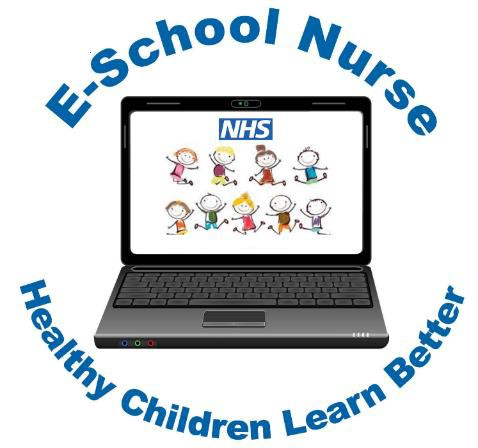 E-School Nurse
NHS
Healthy Children Learn Better